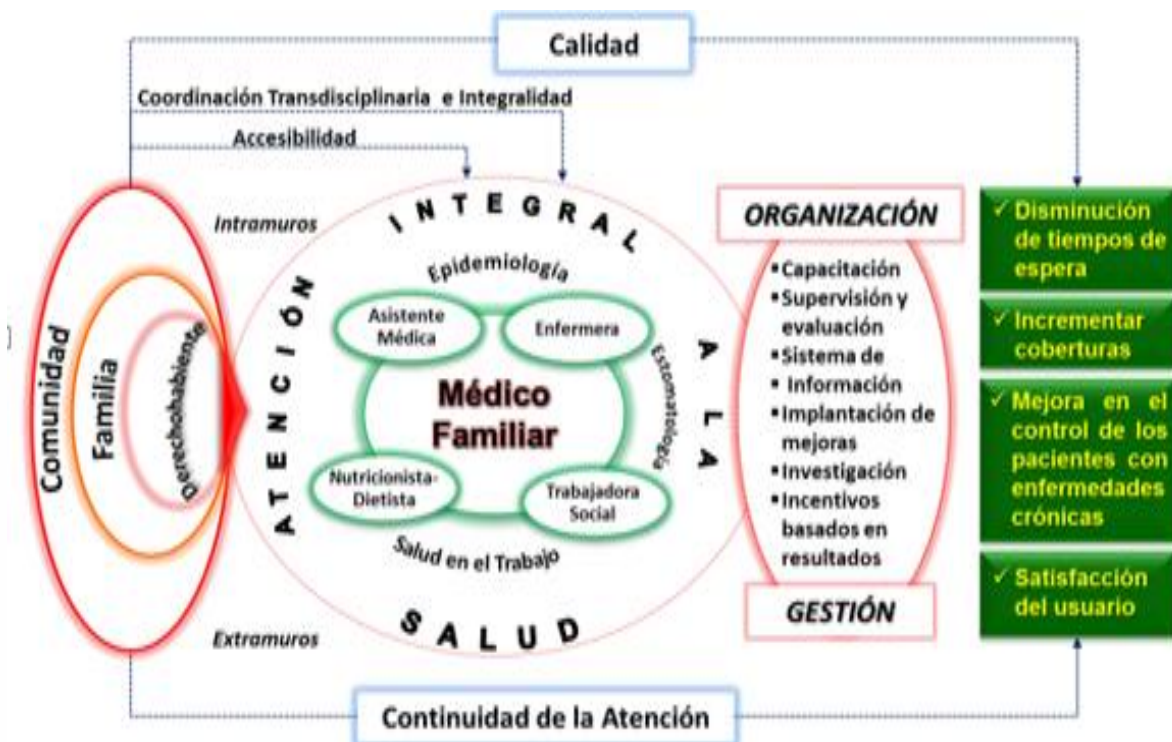 Calidad
Coordinación Transdisciplinaria e Integralidad
Accesibilidad
Comunidad
Familia
Derechohabiente
Intramuros
Extramuros
ATENCIÓN
INTEGRAL
A LA
SALUD
Epidemiología
Estomatología
Salud en el Trabajo
Asistente
Médica
Enfermera
Médico
Familiar
Nutricionista-
Dietista
Trabajadora
Social
ORGANIZACIÓN
▪Capacitación
▪Supervisión y
evaluación
▪Sistema de
Información
▪Implantación de
mejoras
▪Investigación
▪Incentivos
basados en
resultados
GESTIÓN
✓ Disminución
de tiempos de
espera
✓ Incrementar
coberturas
✓ Mejora en el
control de los
pacientes con
enfermedades
crónicas
✓ Satisfacción
del usuario
Continuidad de la Atención